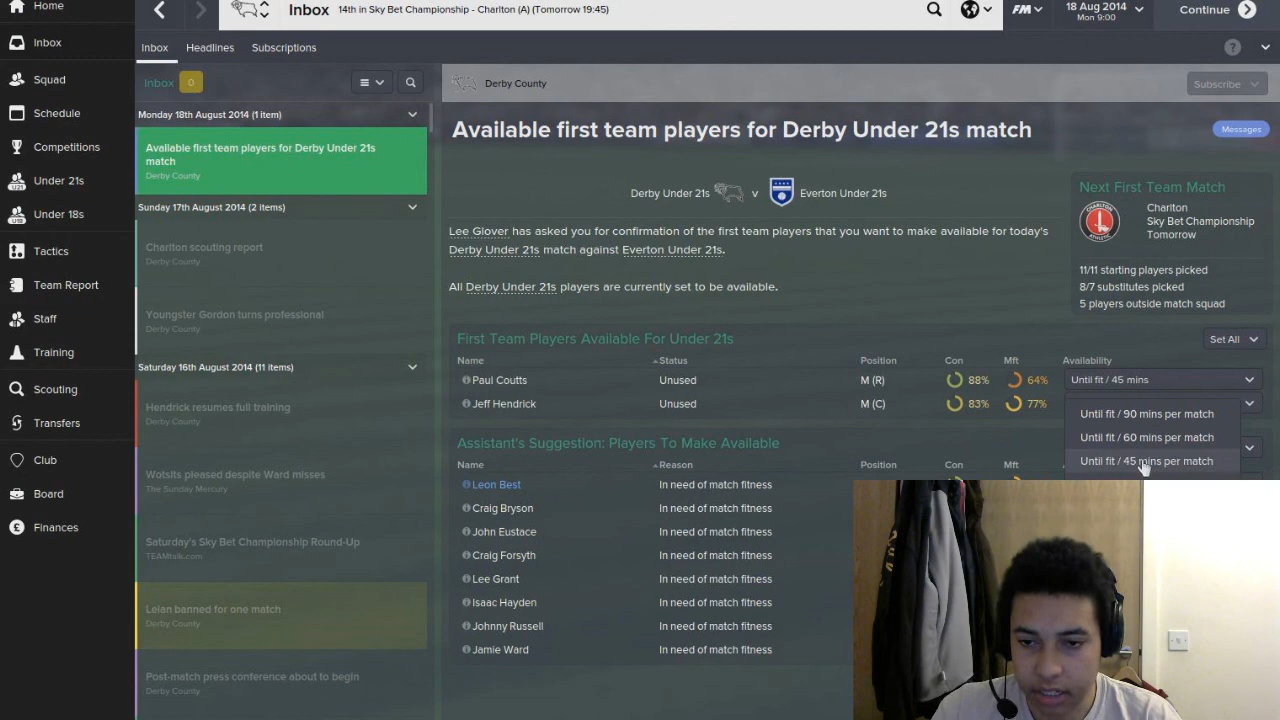 Home
Inbox
Squad
Schedule
Competitions
Under 21s
Under 18s
Tactics
Team Report
Staff
Training
Scouting
Transfers
Club
Board
Finances
Inbox
14th in Sky Bet Championship - Charlton (A) (Tomorrow 19:45)
FM
18 Aug 2014
Mon 9:00
Continue
Inbox Headlines Subscriptions
?
Inbox 0
Monday 18th August 2014 (1 item)
Available first team players for Derby Under 21s
match
Derby County
Sunday 17th August 2014 (2 items)
Charlton scouting report
Derby County
Youngster Gordon turns professional
Derby County
Saturday 16th August 2014 (11 items)
Hendrick resumes full training
Derby County
Wotsits pleased despite Ward misses
The Sunday Mercury
Saturday's Sky Bet Championship Round-Up
TEAMtalk.com
Lelan banned for one match
Derby County
Post-match press conference about to begin
Derby County
Derby County
Subscribe
Available first team players for Derby Under 21s match
Messages
Derby Under 21s v Everton Under 21s
Lee Glover has asked you for confirmation of the first team players that you want to make available for today's
Derby Under 21s match against Everton Under 21s.
All Derby Under 21s players are currently set to be available.
Next First Team Match
Charlton
Sky Bet Championship
Tomorrow
11/11 starting players picked
8/7 substitutes picked
5 players outside match squad
First Team Players Available For Under 21s
Set All
Name Status Position Con Mft Availability
Paul Coutts Unused M (R) 88% 64% Until fit / 45 mins
Jeff Hendrick Unused M (C) 83% 77%
Until fit / 90 mins per match
Until fit / 60 mins per match
Until fit / 45 mins per match
Assistant's Suggestion: Players To Make Available
Name Reason Position Con Mft
Leon Best In need of match fitness
Craig Bryson In need of match fitness
John Eustace In need of match fitness
Craig Forsyth In need of match fitness
Lee Grant In need of match fitness
Isaac Hayden In need of match fitness
Johnny Russell In need of match fitness
Jamie Ward In need of match fitness